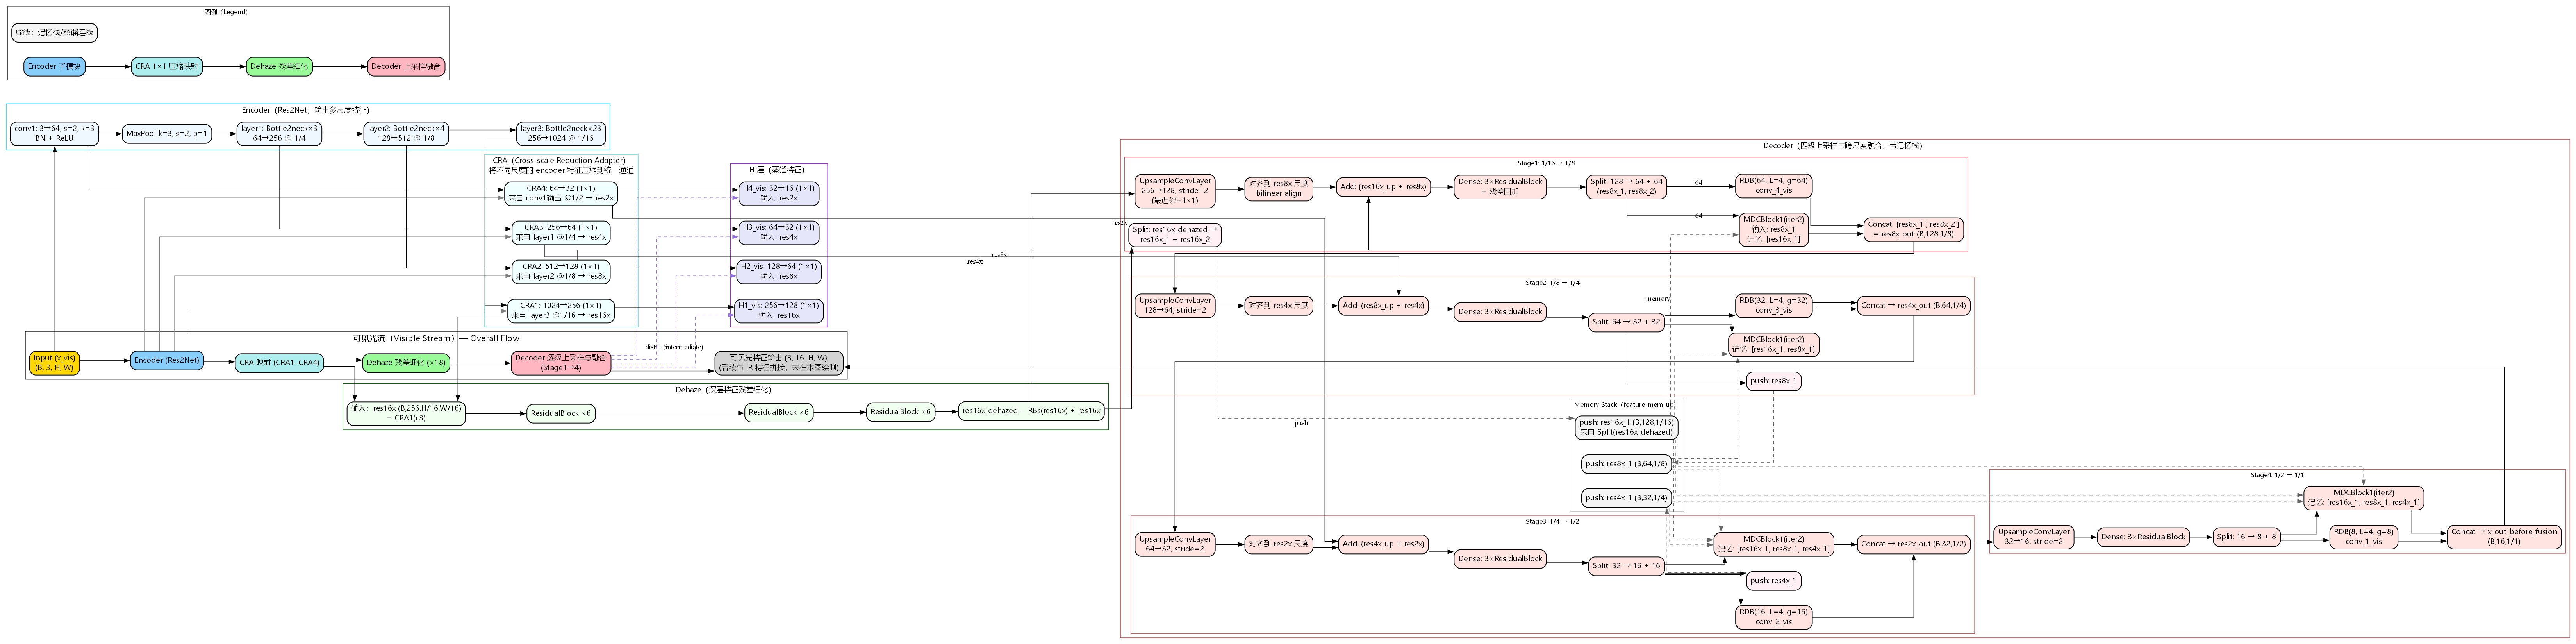 图例（Legend）
虚线：记忆栈/蒸馏连线
Encoder 子模块
CRA 1×1 压缩映射
Dehaze 残差细化
Decoder 上采样融合
Encoder（Res2Net，输出多尺度特征）
conv1: 3→64, s=2, k=3
BN + ReLU
MaxPool k=3, s=2, p=1
layer1: Bottle2neck×3
64→256 @ 1/4
layer2: Bottle2neck×4
128→512 @ 1/8
layer3: Bottle2neck×23
256→1024 @ 1/16
CRA（Cross-scale Reduction Adapter）
将不同尺度的 encoder 特征压缩到统一通道
CRA4: 64→32 (1×1)
来自 conv1输出 @1/2 → res2x
CRA3: 256→64 (1×1)
来自 layer1 @1/4 → res4x
CRA2: 512→128 (1×1)
来自 layer2 @1/8 → res8x
CRA1: 1024→256 (1×1)
来自 layer3 @1/16 → res16x
H 层（蒸馏特征）
H4_vis: 32→16 (1×1)
输入: res2x
H3_vis: 64→32 (1×1)
输入: res4x
H2_vis: 128→64 (1×1)
输入: res8x
H1_vis: 256→128 (1×1)
输入: res16x
可见光流（Visible Stream）— Overall Flow
Input (x_vis)
(B, 3, H, W)
Encoder (Res2Net)
CRA 映射 (CRA1–CRA4)
Dehaze 残差细化 (×18)
Decoder 逐级上采样与融合
(Stage1→4)
distill (intermediate)
可见光特征输出 (B, 16, H, W)
(后续与 IR 特征拼接，未在本图绘制)
Dehaze（深层特征残差细化）
输入：res16x (B,256,H/16,W/16)
= CRA1(c3)
ResidualBlock ×6
ResidualBlock ×6
ResidualBlock ×6
res16x_dehazed = RBs(res16x) + res16x
res2x
res8x
res4x
Decoder（四级上采样与跨尺度融合，带记忆栈）
Stage1: 1/16 → 1/8
UpsampleConvLayer
256→128, stride=2
(最近邻+1×1)
对齐到 res8x 尺度
bilinear align
Add: (res16x_up + res8x)
Dense: 3×ResidualBlock
+ 残差回加
Split: 128 → 64 + 64
(res8x_1, res8x_2)
64
64
RDB(64, L=4, g=64)
conv_4_vis
MDCBlock1(iter2)
输入: res8x_1
记忆: [res16x_1]
Concat: [res8x_1', res8x_2']
= res8x_out (B,128,1/8)
Split: res16x_dehazed →
res16x_1 + res16x_2
Stage2: 1/8 → 1/4
UpsampleConvLayer
128→64, stride=2
对齐到 res4x 尺度
Add: (res8x_up + res4x)
Dense: 3×ResidualBlock
Split: 64 → 32 + 32
memory
RDB(32, L=4, g=32)
conv_3_vis
MDCBlock1(iter2)
记忆: [res16x_1, res8x_1]
Concat → res4x_out (B,64,1/4)
push: res8x_1
push
Memory Stack（feature_mem_up）
push: res16x_1 (B,128,1/16)
来自 Split(res16x_dehazed)
push: res8x_1 (B,64,1/8)
push: res4x_1 (B,32,1/4)
Stage3: 1/4 → 1/2
UpsampleConvLayer
64→32, stride=2
对齐到 res2x 尺度
Add: (res4x_up + res2x)
Dense: 3×ResidualBlock
Split: 32 → 16 + 16
MDCBlock1(iter2)
记忆: [res16x_1, res8x_1, res4x_1]
push: res4x_1
RDB(16, L=4, g=16)
conv_2_vis
Concat → res2x_out (B,32,1/2)
Stage4: 1/2 → 1/1
UpsampleConvLayer
32→16, stride=2
Dense: 3×ResidualBlock
Split: 16 → 8 + 8
MDCBlock1(iter2)
记忆: [res16x_1, res8x_1, res4x_1]
RDB(8, L=4, g=8)
conv_1_vis
Concat → x_out_before_fusion
(B,16,1/1)